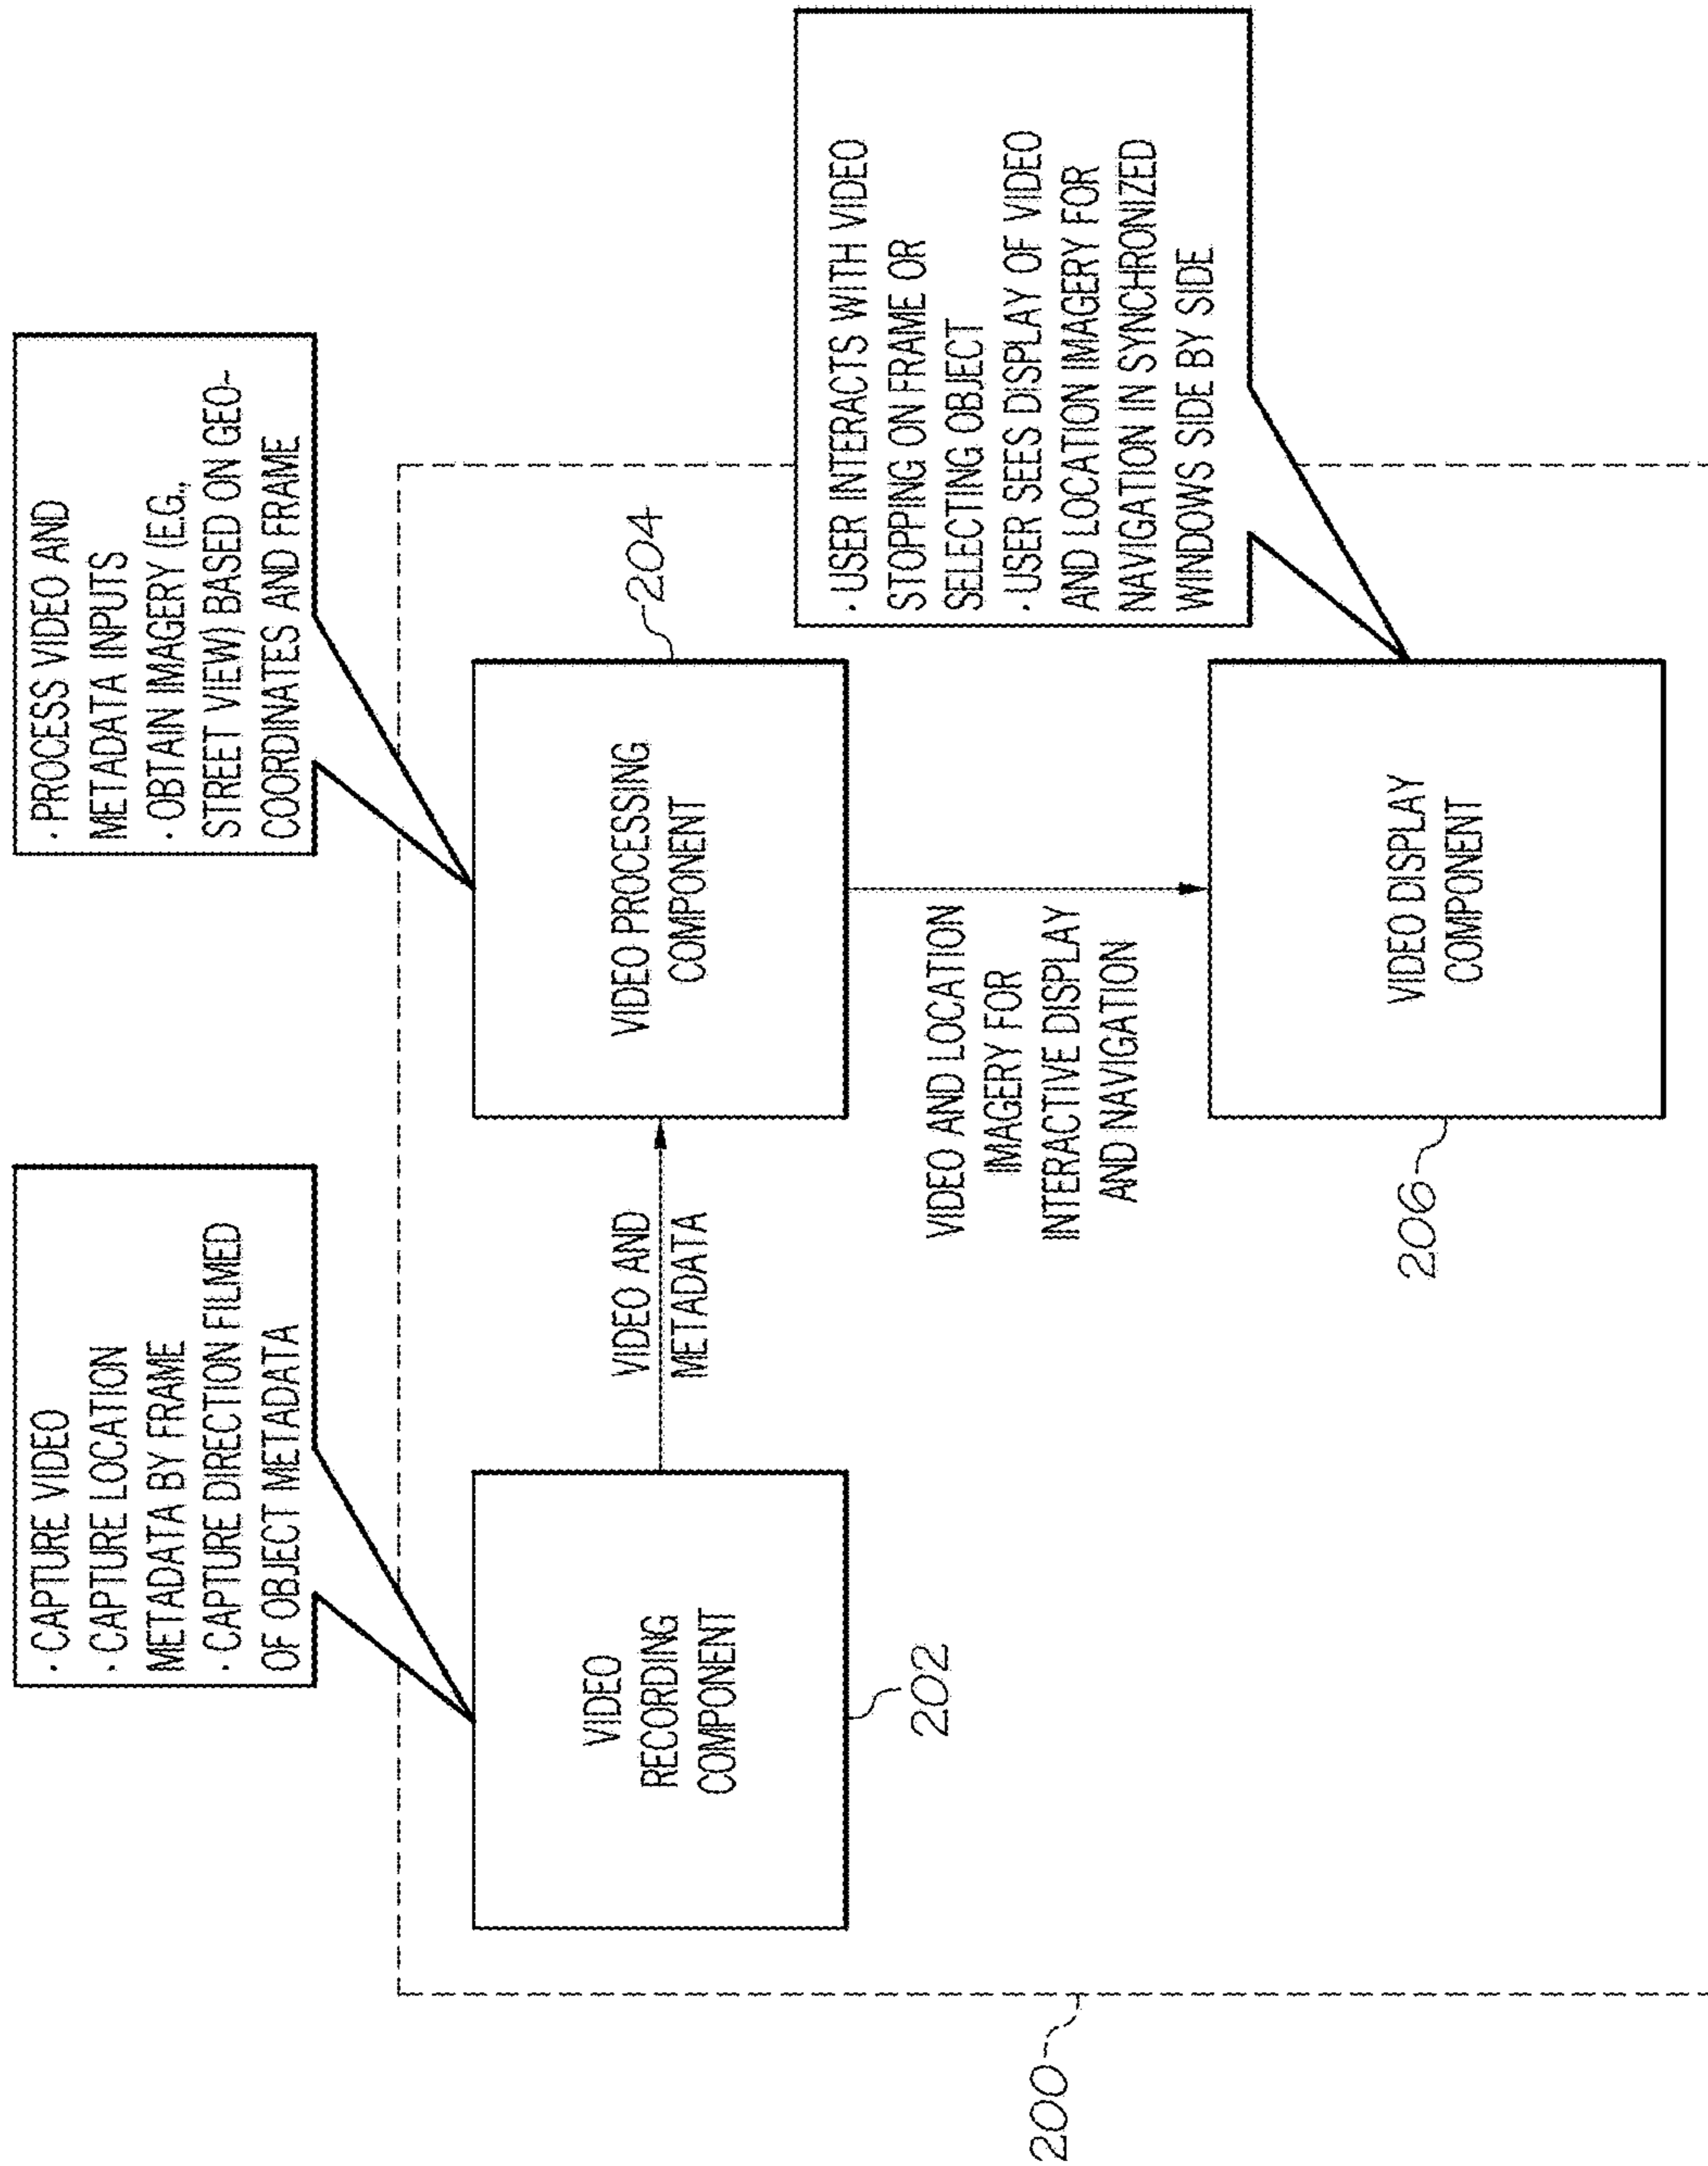 · CAPTURE VIDEO
· CAPTURE LOCATION
METADATA BY FRAME
· CAPTURE DIRECTION FILMED
OF OBJECT METADATA
· PROCESS VIDEO AND
METADATA INPUTS
· OBTAIN IMAGERY (E.G.,
STREET VIEW) BASED ON GEO-
COORDINATES AND FRAME
VIDEO
RECORDING
COMPONENT
202
VIDEO AND
METADATA
VIDEO PROCESSING
COMPONENT
204
VIDEO AND LOCATION
IMAGERY FOR
INTERACTIVE DISPLAY
AND NAVIGATION
· USER INTERACTS WITH VIDEO
STOPPING ON FRAME OR
SELECTING OBJECT
· USER SEES DISPLAY OF VIDEO
AND LOCATION IMAGERY FOR
NAVIGATION IN SYNCHRONIZED
WINDOWS SIDE BY SIDE
VIDEO DISPLAY
COMPONENT
206
200